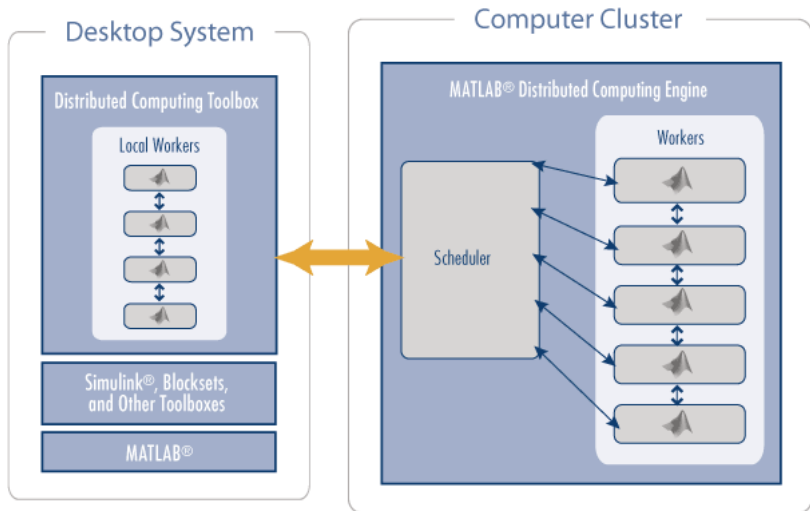 Desktop System
Distributed Computing Toolbox
Local Workers
Simulink®, Blocksets,
and Other Toolboxes
MATLAB®
Computer Cluster
MATLAB® Distributed Computing Engine
Scheduler
Workers